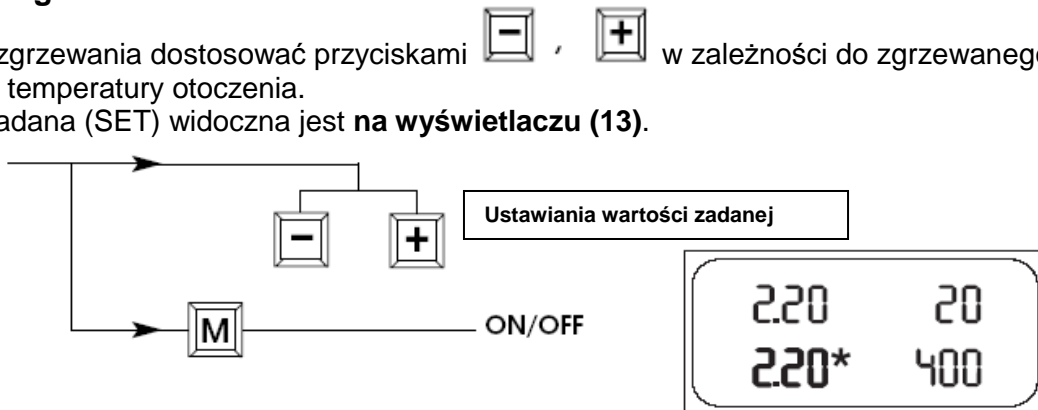 zgrzewania dostosować przyciskami - , + w zależności do zgrzewaneg
temperatury otoczenia.
adana (SET) widoczna jest na wyświetlaczu (13).
- + Ustawiania wartości zadanej
M ON/OFF
2.20 20
2.20* 400